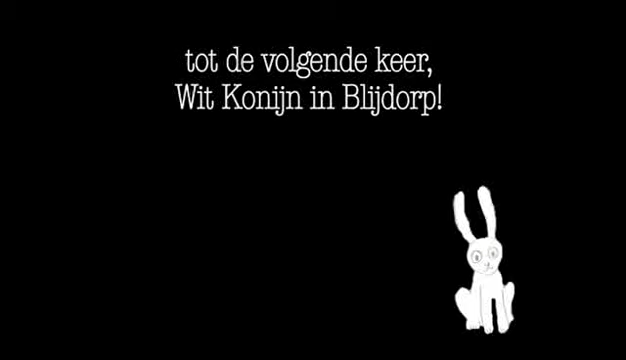 tot de volgende keer,
Wit Konijn in Blijdorp!